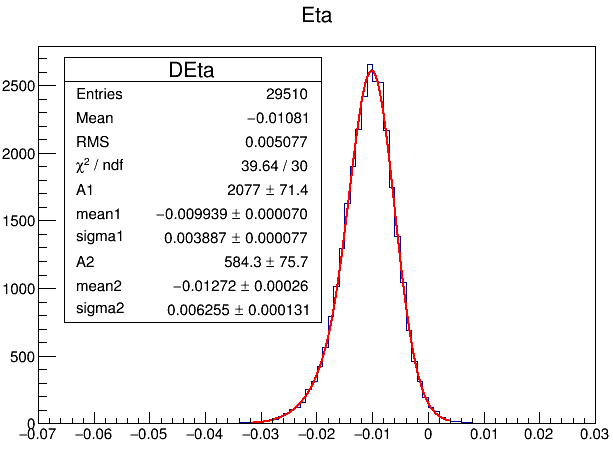 Eta
DEta
Entries 29510
Mean −0.01081
RMS 0.005077
χ² / ndf 39.64 / 30
A1 2077 ± 71.4
mean1 −0.009939 ± 0.000070
sigma1 0.003887 ± 0.000077
A2 584.3 ± 75.7
mean2 −0.01272 ± 0.00026
sigma2 0.006255 ± 0.000131
2500
2000
1500
1000
500
0
−0.07 −0.06 −0.05 −0.04 −0.03 −0.02 −0.01 0 0.01 0.02 0.03